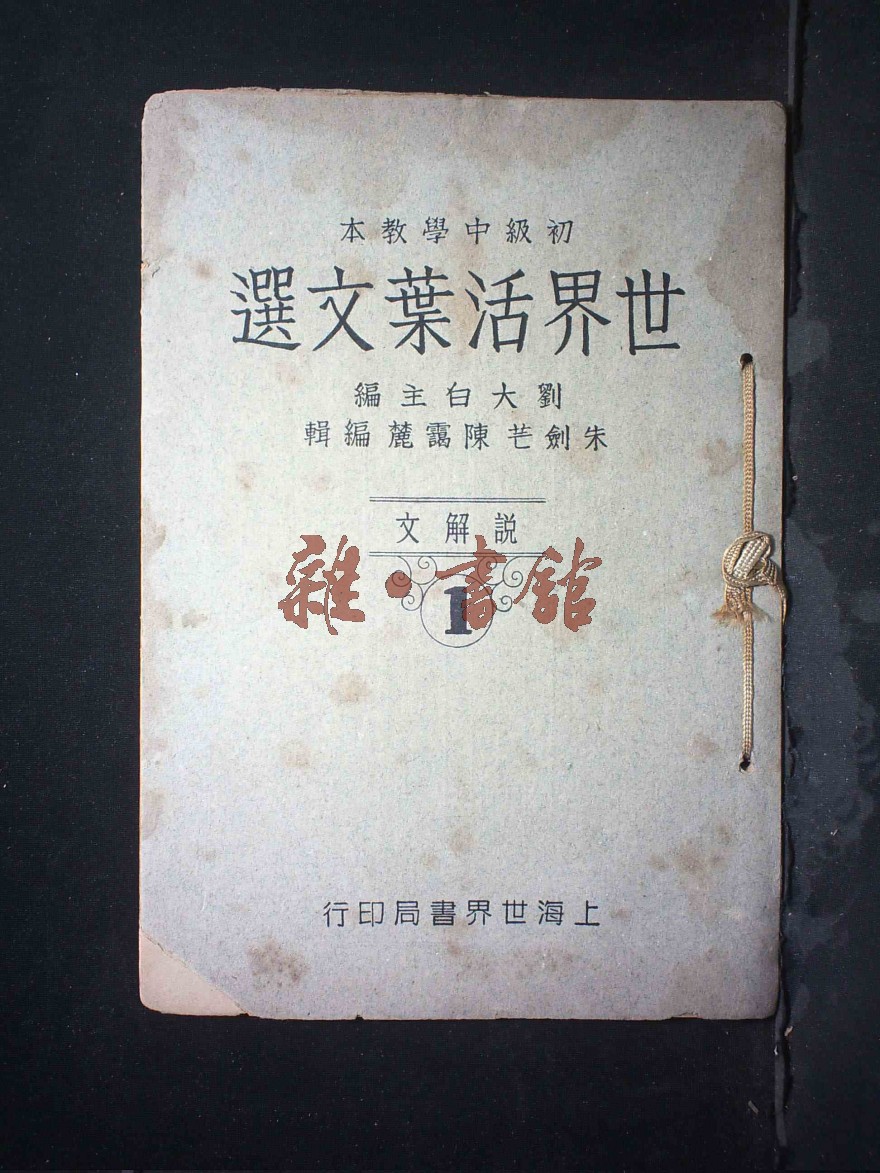 初級中學教本
世界活葉文選
劉大白主編
朱劍芒陳靄麓編輯
說解文
1
雜·書館
上海世界書局印行